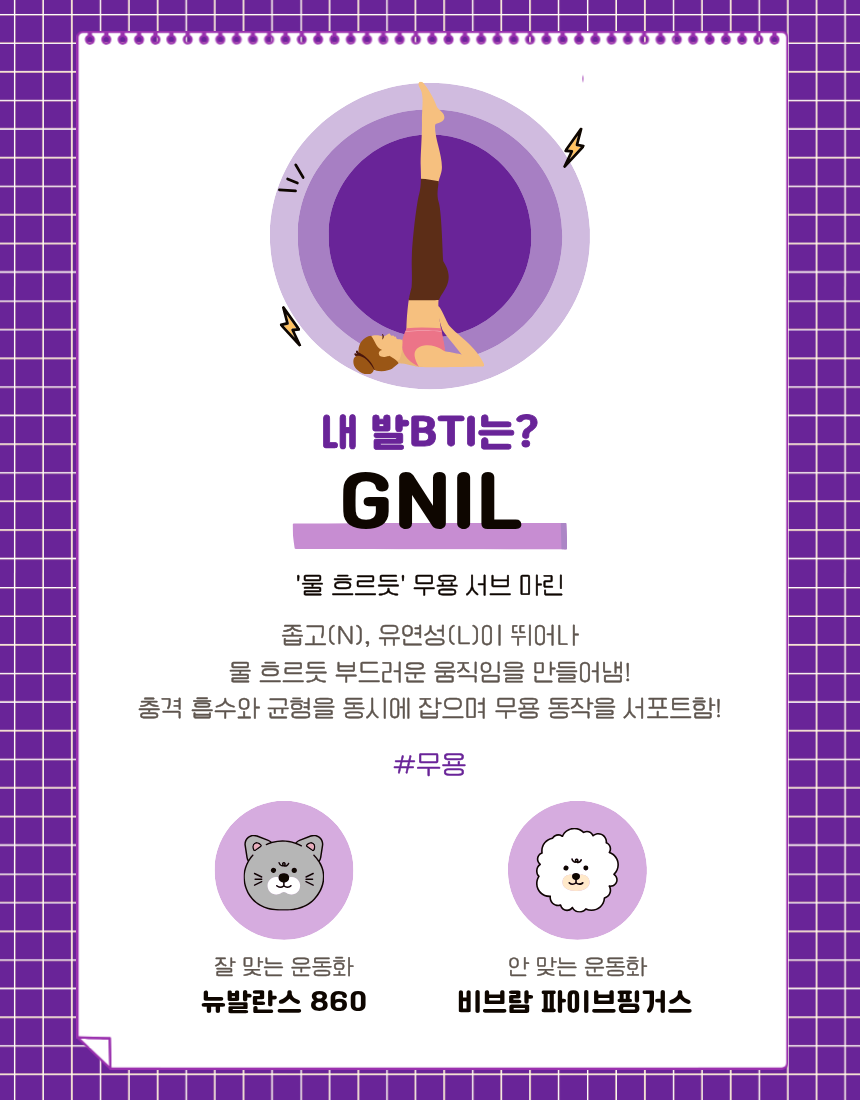 내 발BTI는?
GNIL
'물 흐르듯' 무용 서브 마린
좁고(N), 유연성(L)이 뛰어나
물 흐르듯 부드러운 움직임을 만들어냄!
충격 흡수와 균형을 동시에 잡으며 무용 동작을 서포트함!
#무용
잘 맞는 운동화 안 맞는 운동화
뉴발란스 860 비브람 파이브핑거스